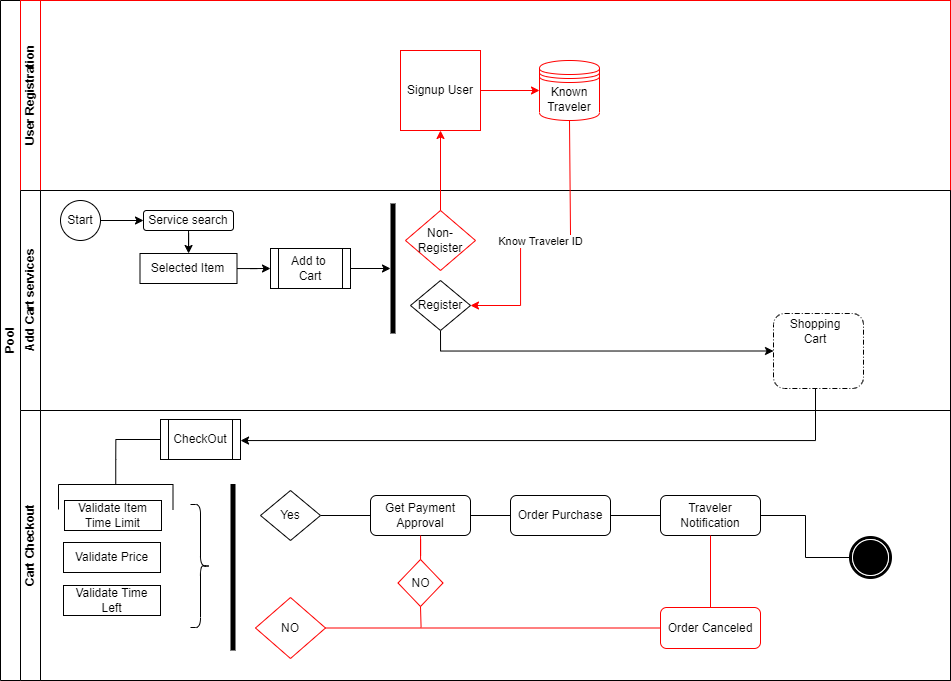 Pool
User Registration
Signup User
Known
Traveler
Add Cart services
Start
Service search
Selected Item
Add to
Cart
Non-
Register
Know Traveler ID
Register
Shopping
Cart
Cart Checkout
CheckOut
Validate Item
Time Limit
Validate Price
Validate Time
Left
Yes
Get Payment
Approval
Order Purchase
Traveler
Notification
NO
NO
Order Canceled